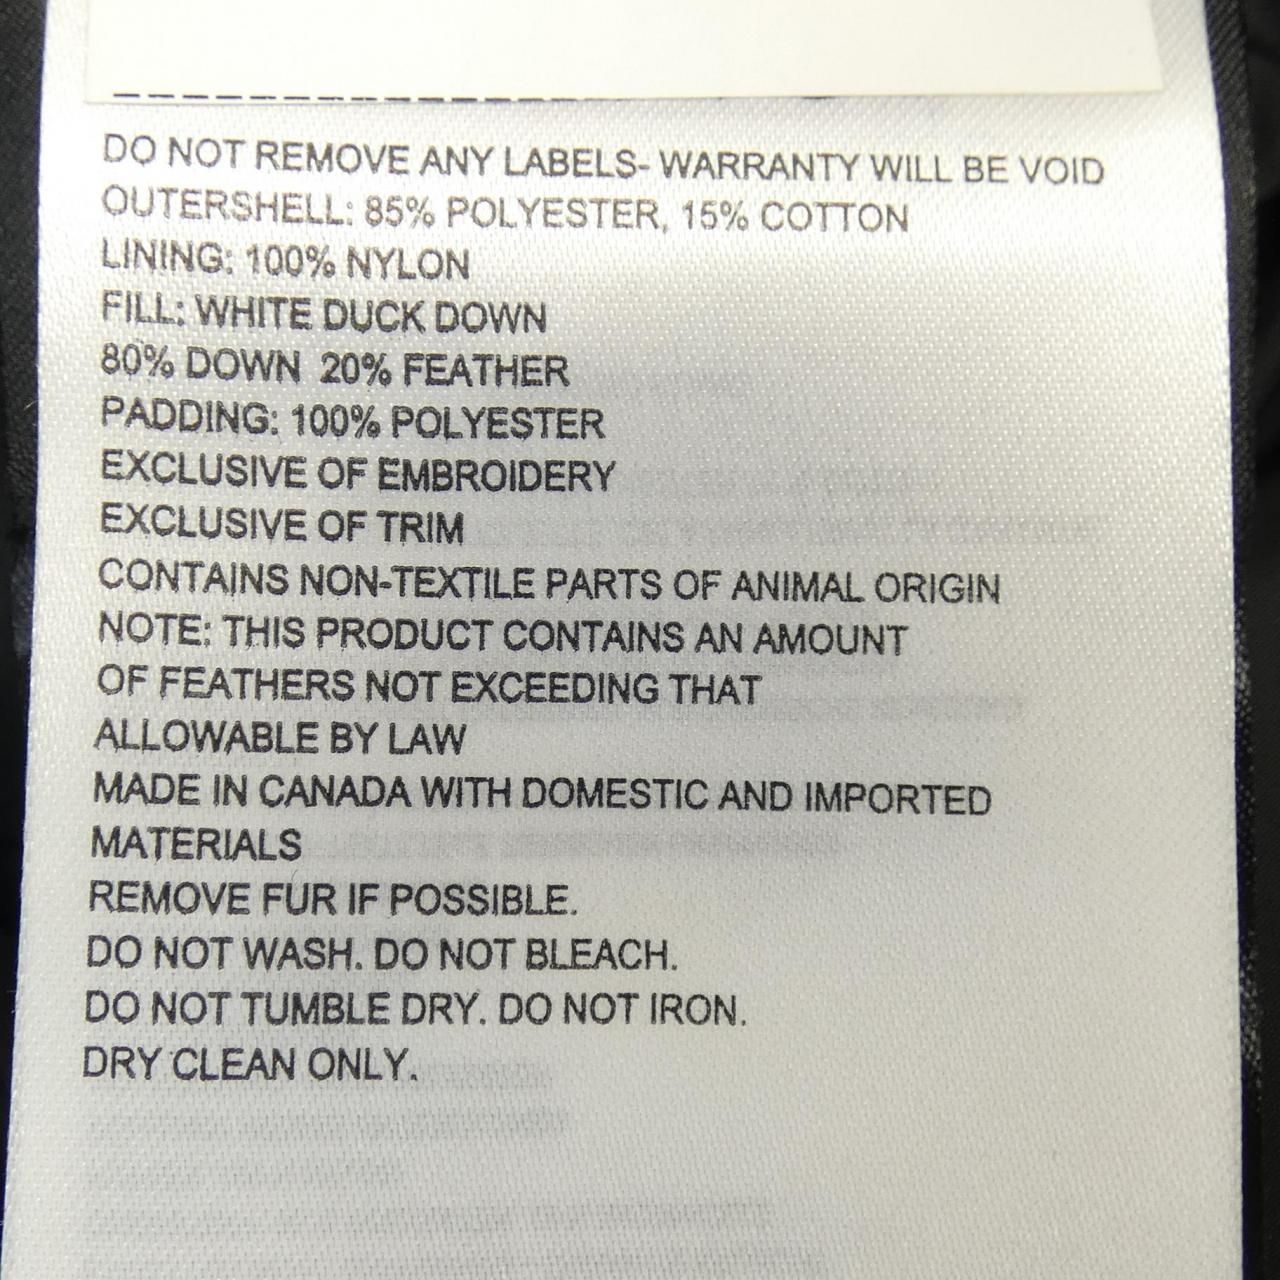 DO NOT REMOVE ANY LABELS- WARRANTY WILL BE VOID
OUTERSHELL: 85% POLYESTER, 15% COTTON
LINING: 100% NYLON
FILL: WHITE DUCK DOWN
80% DOWN 20% FEATHER
PADDING: 100% POLYESTER
EXCLUSIVE OF EMBROIDERY
EXCLUSIVE OF TRIM
CONTAINS NON-TEXTILE PARTS OF ANIMAL ORIGIN
NOTE: THIS PRODUCT CONTAINS AN AMOUNT
OF FEATHERS NOT EXCEEDING THAT
ALLOWABLE BY LAW
MADE IN CANADA WITH DOMESTIC AND IMPORTED
MATERIALS
REMOVE FUR IF POSSIBLE.
DO NOT WASH. DO NOT BLEACH.
DO NOT TUMBLE DRY. DO NOT IRON.
DRY CLEAN ONLY.